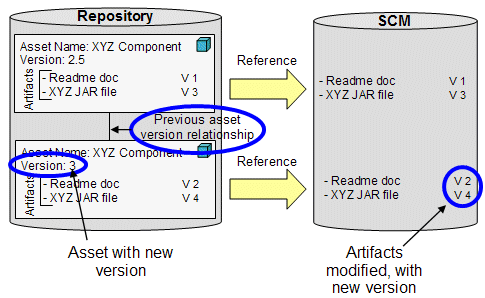 Repository
SCM
Asset Name: XYZ Component
Version: 2.5
Artifacts
- Readme doc V 1
- XYZ JAR file V 3
Reference
- Readme doc V 1
- XYZ JAR file V 3
Previous asset
version relationship
Asset Name: XYZ Component
Version: 3
Artifacts
- Readme doc V 2
- XYZ JAR file V 4
Reference
- Readme doc V 2
- XYZ JAR file V 4
Asset with new
version
Artifacts
modified, with
new version